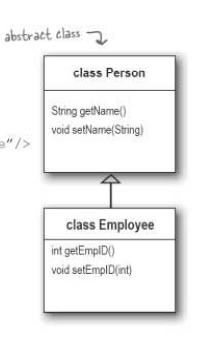 abstract class
class Person
String getName()
void setName(String)
e"/>
class Employee
int getEmpID()
void setEmpID(int)